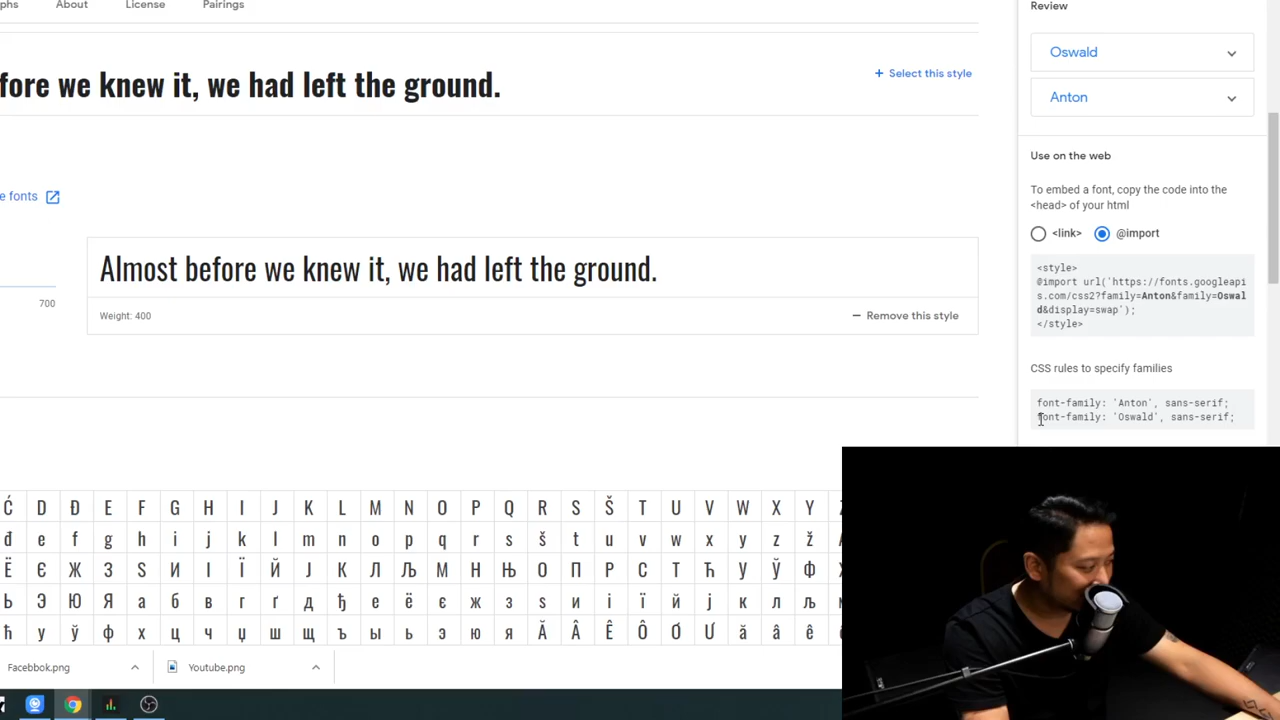 About
License
Pairings
Review
Oswald
fore we knew it, we had left the ground.
+ Select this style
Anton
Use on the web
To embed a font, copy the code into the
<head> of your html
e fonts
<link>
@import
Almost before we knew it, we had left the ground.
<style>
@import url('https://fonts.googleapi
s.com/css2?family=Anton&family=Oswal
d&display=swap');
</style>
700
Weight: 400
— Remove this style
CSS rules to specify families
font-family: 'Anton', sans-serif;
font-family: 'Oswald', sans-serif;
Ć D Đ E F G H I J K L M N O P Q R S Š T U V W X Y
đ e f g h i j k l m n o p q r s š t u v w x y z ž
Ё Є Ж З Ѕ И І Ї Й Ј К Л Љ М Н Њ О П Р С Т Ћ У Ў Ф
Ь Э Ю Я а б в г ґ д ђ е ё є ж з ѕ и і ї й ј к л љ
ћ у ў ф х ц ч џ ш щ ъ ы ь э ю я Ă Â Ê Ô Ơ Ư ă â ê
Facebbok.png
Youtube.png